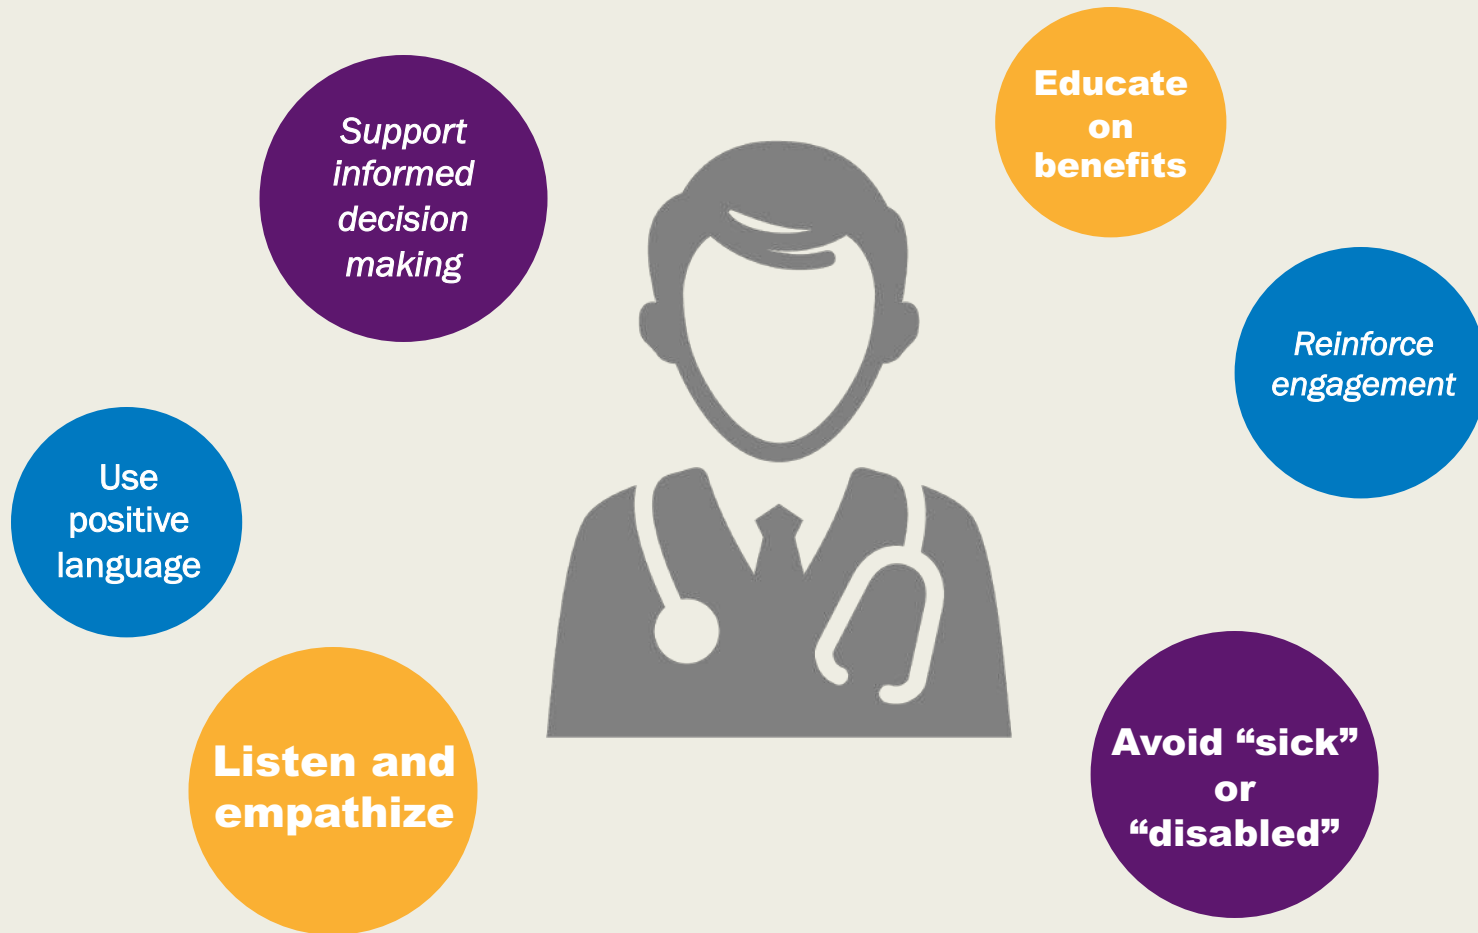 Support
informed
decision
making
Educate
on
benefits
Reinforce
engagement
Use
positive
language
Listen and
empathize
Avoid “sick”
or
“disabled”